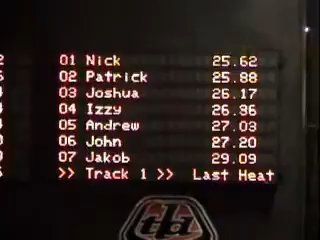 01 Nick 25.62
02 Patrick 25.88
03 Joshua 26.17
04 Izzy 26.36
05 Andrew 27.03
06 John 27.20
07 Jakob 29.09
>> Track 1 >> Last Heat